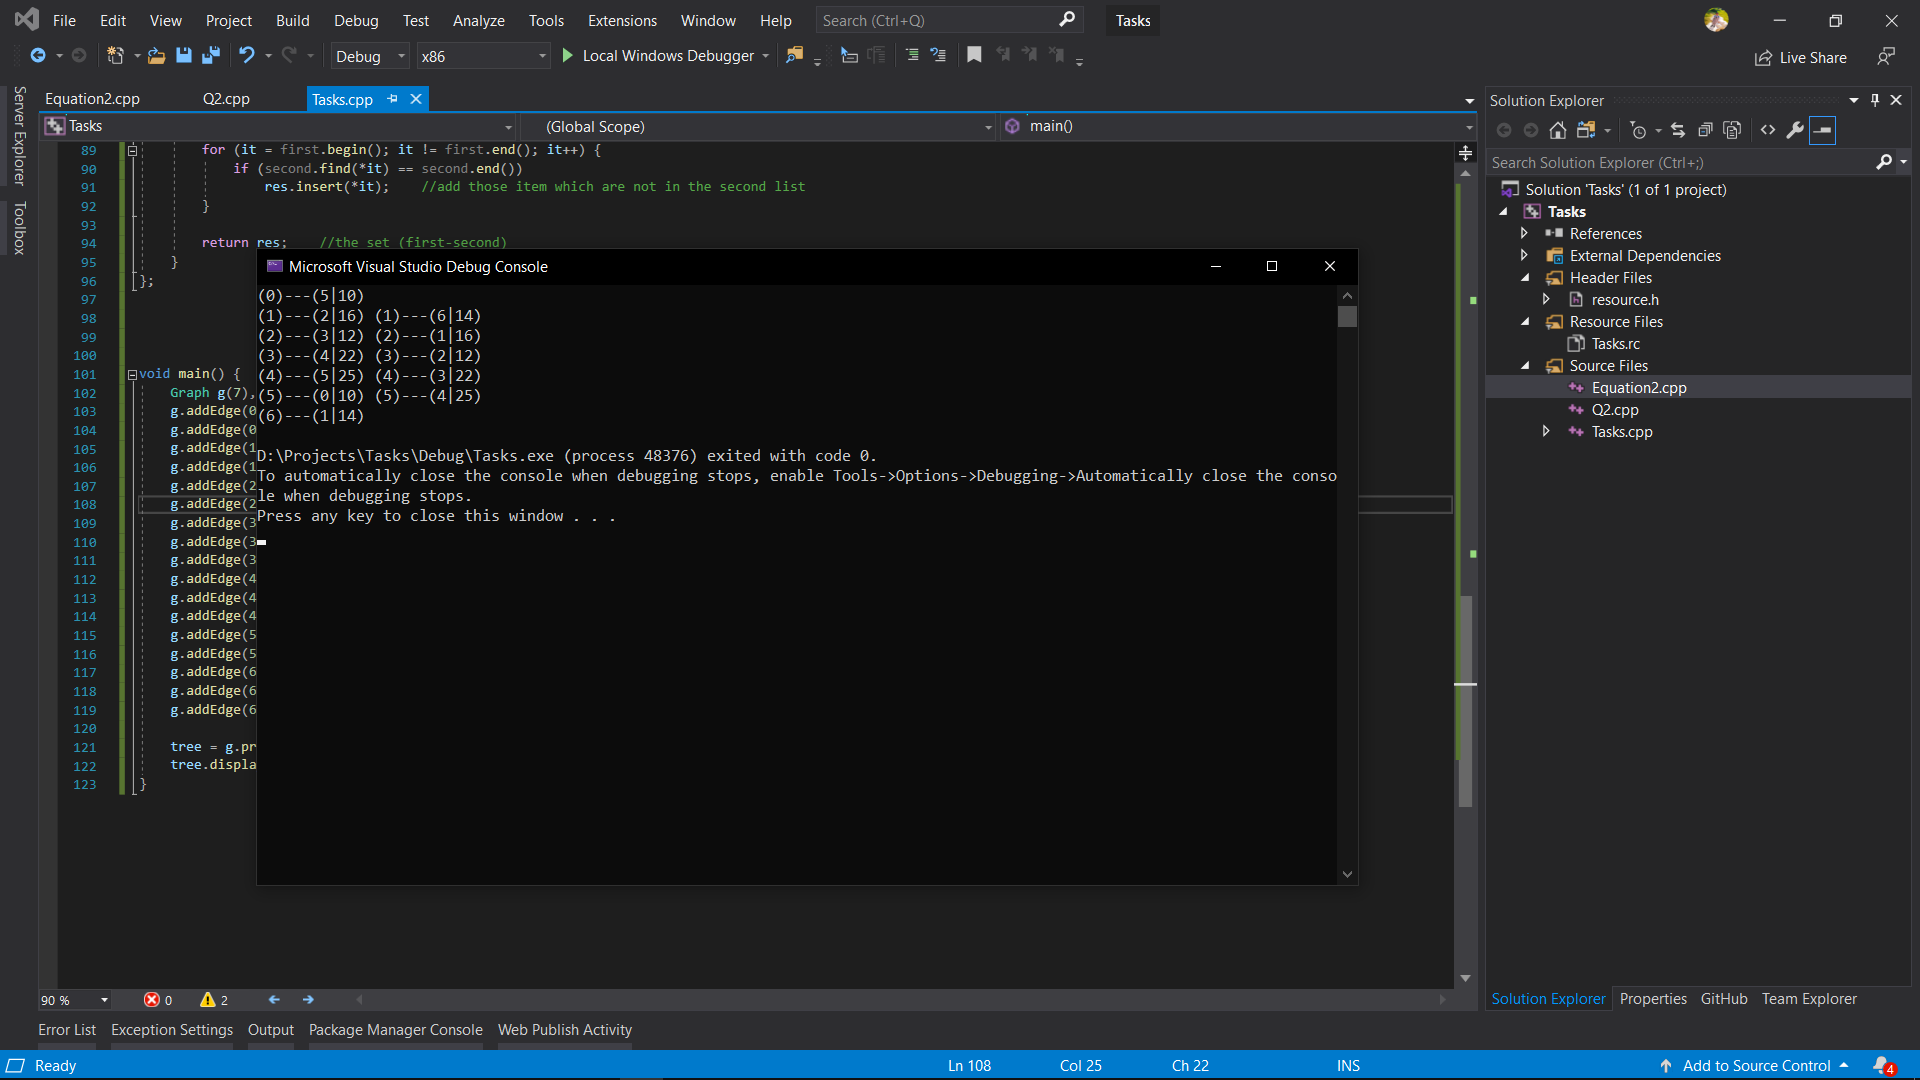 File Edit View Project Build Debug Test Analyze Tools Extensions Window Help Search (Ctrl+Q) Tasks
Debug x86 Local Windows Debugger Live Share
Server Explorer
Toolbox
Equation2.cpp Q2.cpp Tasks.cpp
Tasks (Global Scope) main()
89 for (it = first.begin(); it != first.end(); it++) {
90 if (second.find(*it) == second.end())
91 res.insert(*it); //add those item which are not in the second list
92 }
93
94 return res; //the set (first-second)
95 }
96 };
97
98
99
100
101 void main() {
102 Graph g(7),
103 g.addEdge(0
104 g.addEdge(0
105 g.addEdge(1
106 g.addEdge(1
107 g.addEdge(2
108 g.addEdge(2
109 g.addEdge(3
110 g.addEdge(3
111 g.addEdge(3
112 g.addEdge(4
113 g.addEdge(4
114 g.addEdge(4
115 g.addEdge(5
116 g.addEdge(5
117 g.addEdge(6
118 g.addEdge(6
119 g.addEdge(6
120
121 tree = g.pr
122 tree.displa
123 }
Microsoft Visual Studio Debug Console
(0)---(5|10)
(1)---(2|16) (1)---(6|14)
(2)---(3|12) (2)---(1|16)
(3)---(4|22) (3)---(2|12)
(4)---(5|25) (4)---(3|22)
(5)---(0|10) (5)---(4|25)
(6)---(1|14)
D:\Projects\Tasks\Debug\Tasks.exe (process 48376) exited with code 0.
To automatically close the console when debugging stops, enable Tools->Options->Debugging->Automatically close the conso
le when debugging stops.
Press any key to close this window . . .
Solution Explorer
Search Solution Explorer (Ctrl+;)
Solution 'Tasks' (1 of 1 project)
Tasks
References
External Dependencies
Header Files
resource.h
Resource Files
Tasks.rc
Source Files
Equation2.cpp
Q2.cpp
Tasks.cpp
90 % 0 2
Solution Explorer Properties GitHub Team Explorer
Error List Exception Settings Output Package Manager Console Web Publish Activity
Ready Ln 108 Col 25 Ch 22 INS Add to Source Control 4